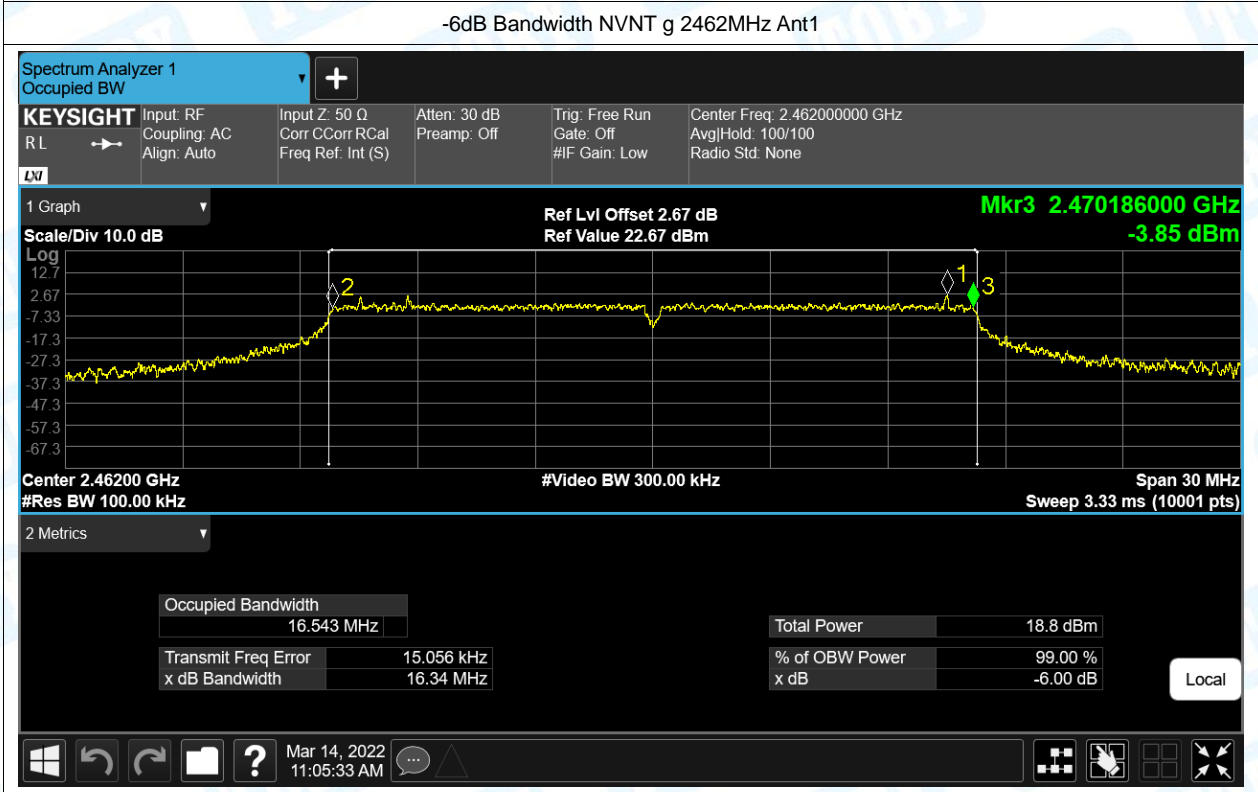 -6dB Bandwidth NVNT g 2462MHz Ant1
Spectrum Analyzer 1
Occupied BW
KEYSIGHT
R L
LXI
Input: RF
Coupling: AC
Align: Auto
Input Z: 50 Ω
Corr CCorr RCal
Freq Ref: Int (S)
Atten: 30 dB
Preamp: Off
Trig: Free Run
Gate: Off
#IF Gain: Low
Center Freq: 2.462000000 GHz
Avg|Hold: 100/100
Radio Std: None
1 Graph
Scale/Div 10.0 dB
Ref Lvl Offset 2.67 dB
Ref Value 22.67 dBm
Mkr3 2.470186000 GHz
-3.85 dBm
Log
12.7
2.67
-7.33
-17.3
-27.3
-37.3
-47.3
-57.3
-67.3
2
1
3
Center 2.46200 GHz
#Res BW 100.00 kHz
#Video BW 300.00 kHz
Span 30 MHz
Sweep 3.33 ms (10001 pts)
2 Metrics
Occupied Bandwidth
16.543 MHz
Transmit Freq Error 15.056 kHz
x dB Bandwidth 16.34 MHz
Total Power 18.8 dBm
% of OBW Power 99.00 %
x dB -6.00 dB
Local
?
Mar 14, 2022
11:05:33 AM